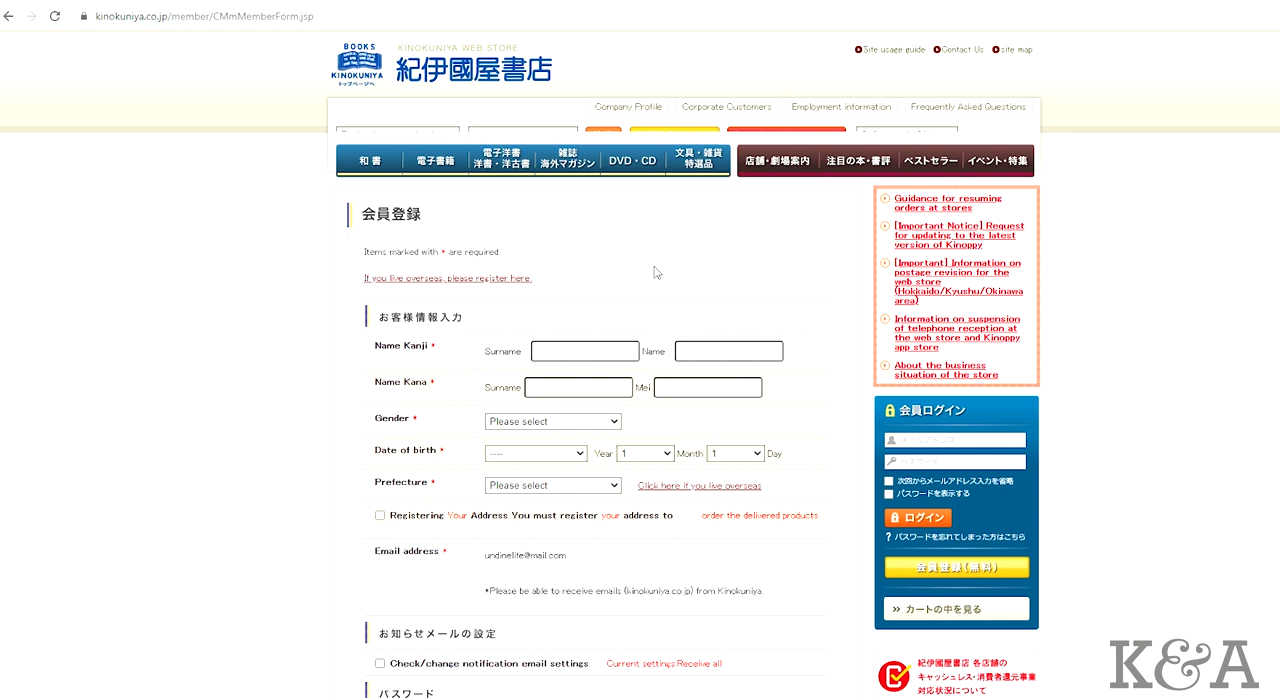 kinokuniya.co.jp/member/CMmMemberForm.jsp
BOOKS
KINOKUNIYA
トップページへ
KINOKUNIYA WEB STORE
紀伊國屋書店
Site usage guide Contact Us site map
Company Profile Corporate Customers Employment information Frequently Asked Questions
和書 電子書籍 電子洋書 洋書・洋古書 雑誌 海外マガジン DVD・CD 文具・雑貨 特選品 店舗・劇場案内 注目の本・書評 ベストセラー イベント・特集
会員登録
Items marked with * are required.
If you live overseas, please register here.
お客様情報入力
Name Kanji * Surname Name
Name Kana * Surname Mei
Gender * Please select
Date of birth * ---- Year 1 Month 1 Day
Prefecture * Please select Click here if you live overseas
Registering Your Address You must register your address to order the delivered products.
Email address * undinelife@mail.com
*Please be able to receive emails (kinokuniya.co.jp) from Kinokuniya.
お知らせメールの設定
Check/change notification email settings Current settings:Receive all
パスワード
Guidance for resuming
orders at stores
[Important Notice] Request
for updating to the latest
version of Kinoppy
[Important] Information on
postage revision for the
web store
(Hokkaido/Kyushu/Okinawa
area)
Information on suspension
of telephone reception at
the web store and Kinoppy
app store
About the business
situation of the store
会員ログイン
メールアドレス
パスワード
次回からメールアドレス入力を省略
パスワードを表示する
ログイン
? パスワードを忘れてしまった方はこちら
会員登録(無料)
>> カートの中を見る
紀伊國屋書店 各店舗の
キャッシュレス・消費者還元事業
対応状況について
K&A